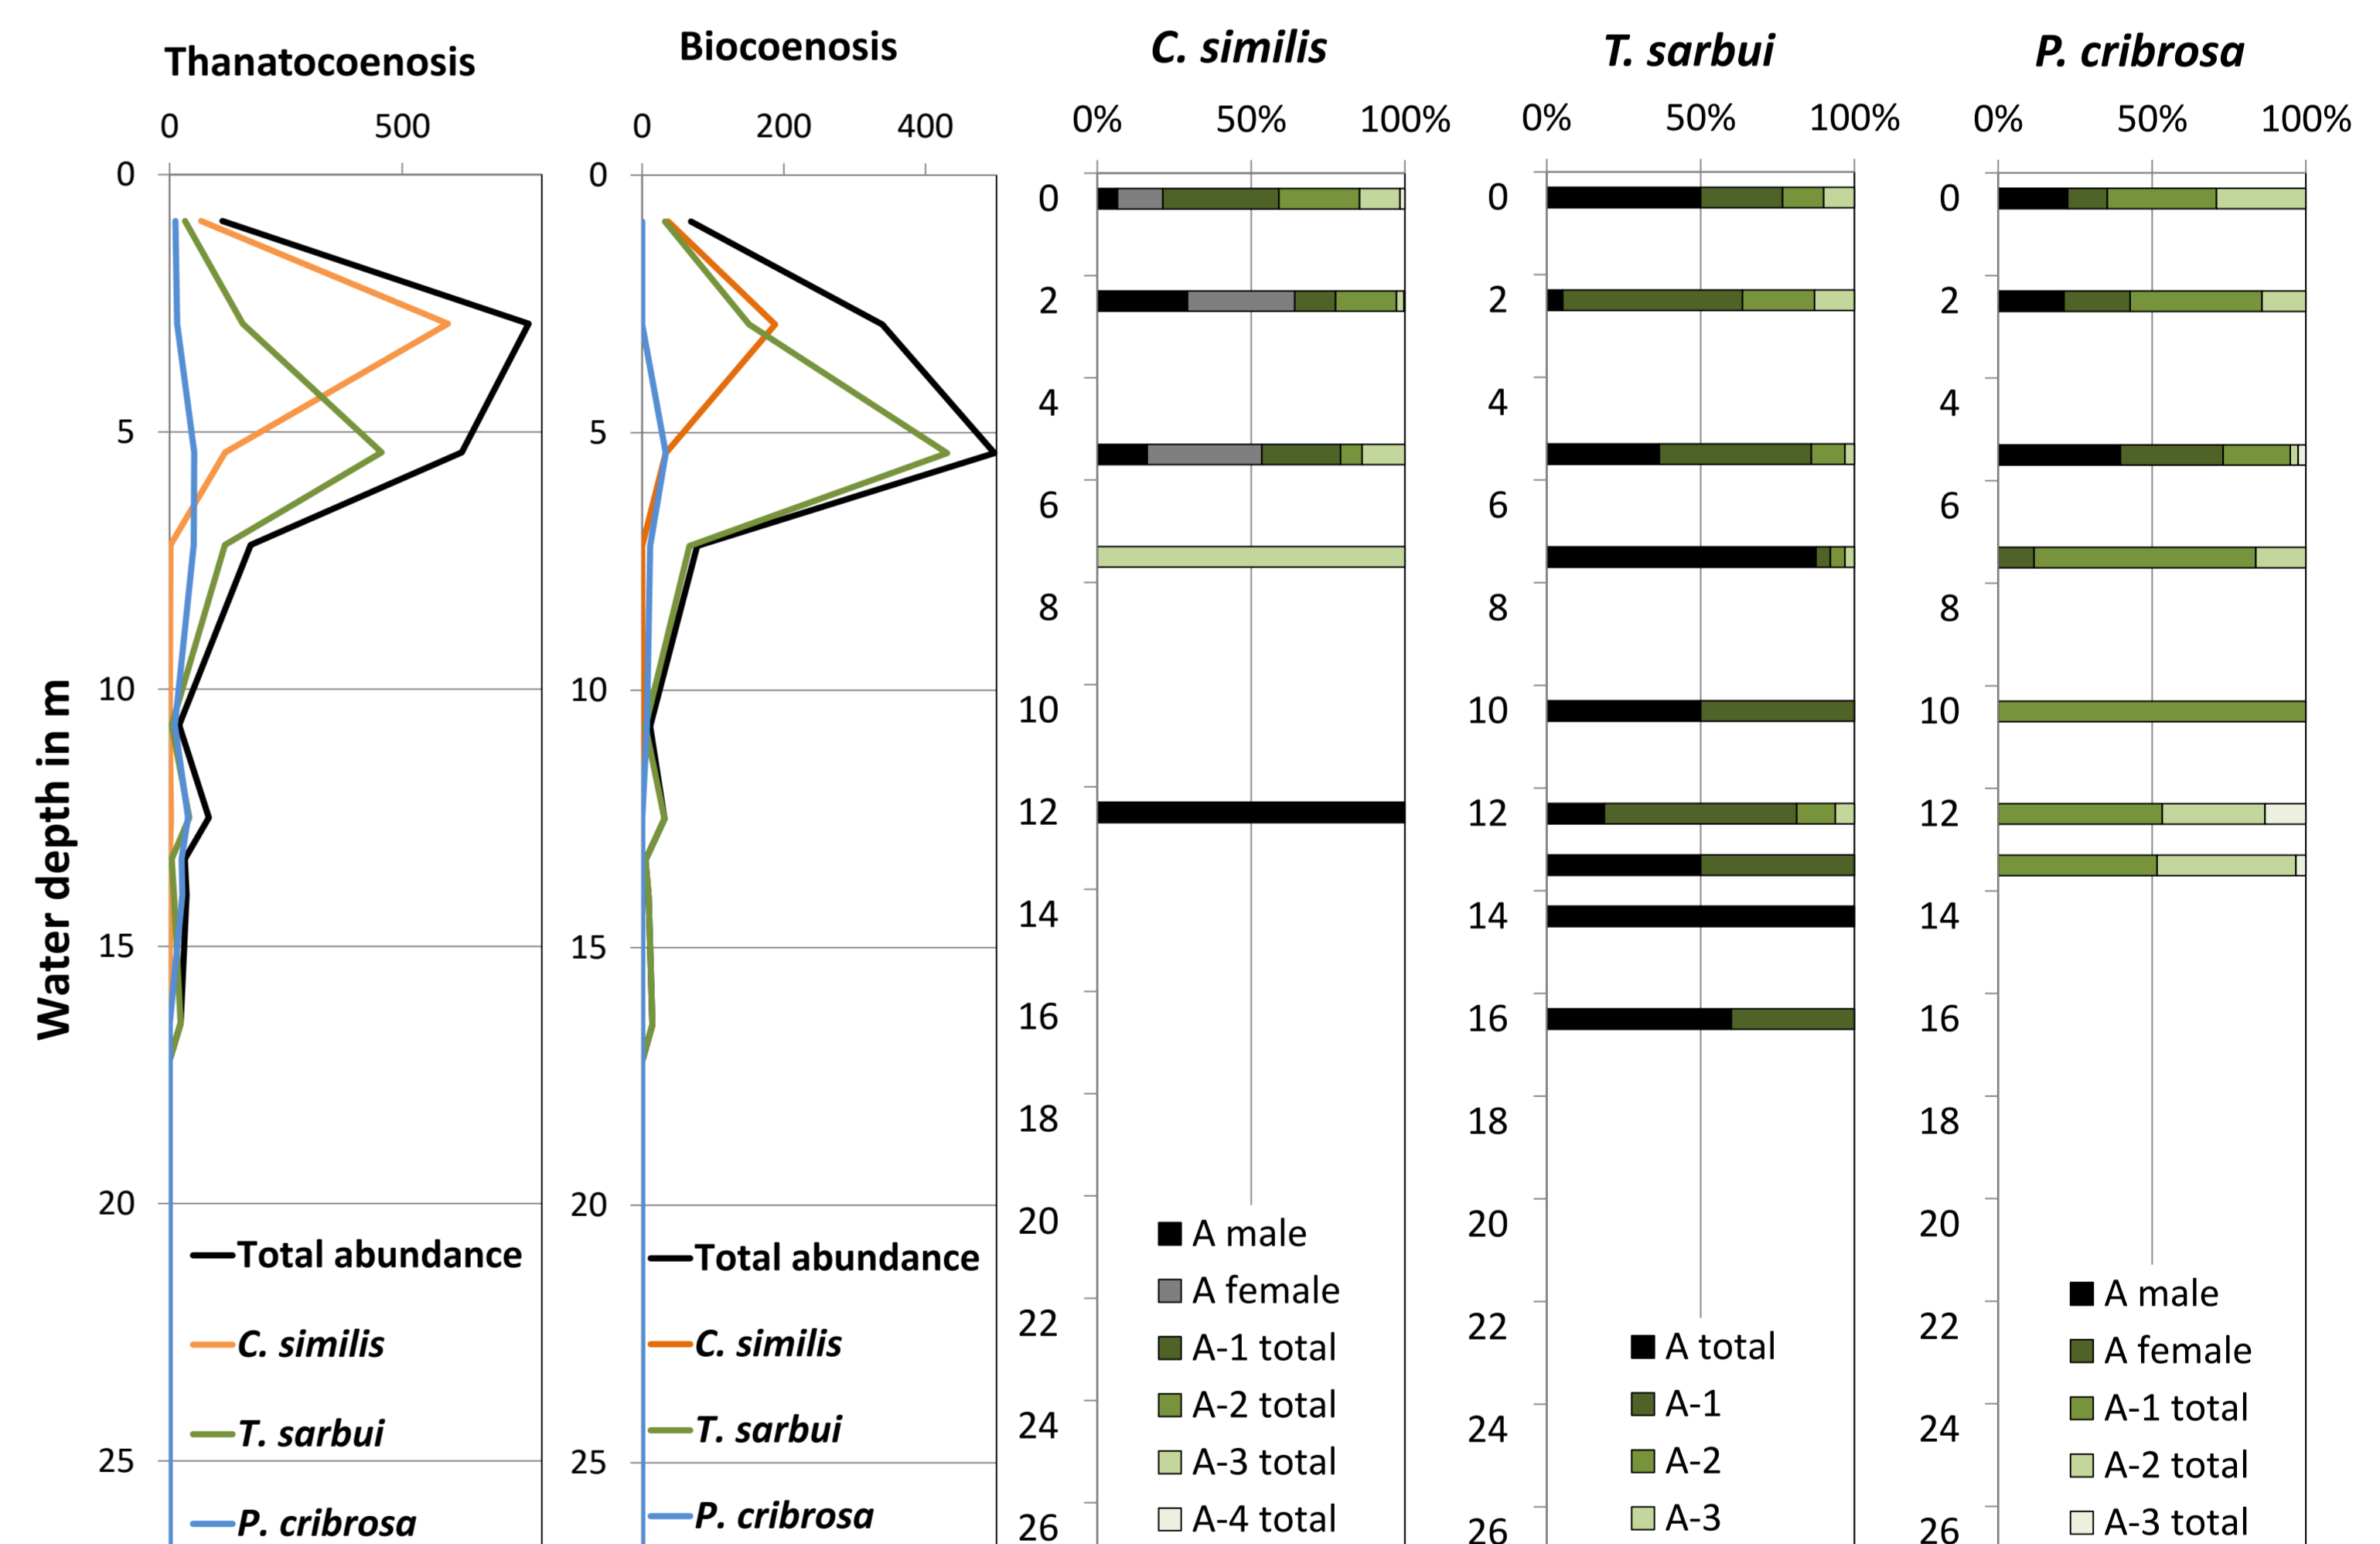 Thanatocoenosis
0 500
0
5
10
15
20
25
Water depth in m
Total abundance
C. similis
T. sarbui
P. cribrosa
Biocoenosis
0 200 400
0
5
10
15
20
25
Total abundance
C. similis
T. sarbui
P. cribrosa
C. similis
0% 50% 100%
0
2
4
6
8
10
12
14
16
18
20
22
24
26
A male
A female
A-1 total
A-2 total
A-3 total
A-4 total
T. sarbui
0% 50% 100%
0
2
4
6
8
10
12
14
16
18
20
22
24
26
A total
A-1
A-2
A-3
P. cribrosa
0% 50% 100%
0
2
4
6
8
10
12
14
16
18
20
22
24
26
A male
A female
A-1 total
A-2 total
A-3 total